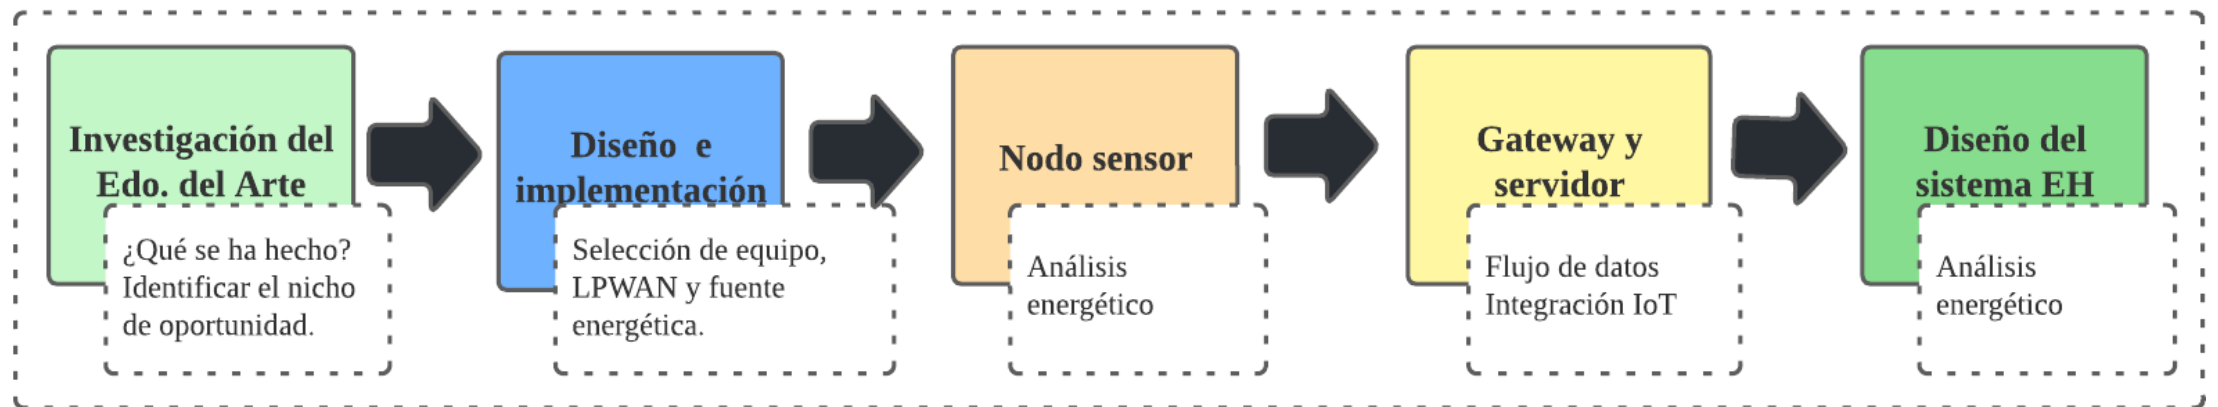 Investigación del
Edo. del Arte
¿Qué se ha hecho?
Identificar el nicho
de oportunidad.
Diseño e
implementación
Selección de equipo,
LPWAN y fuente
energética.
Nodo sensor
Análisis
energético
Gateway y
servidor
Flujo de datos
Integración IoT
Diseño del
sistema EH
Análisis
energético